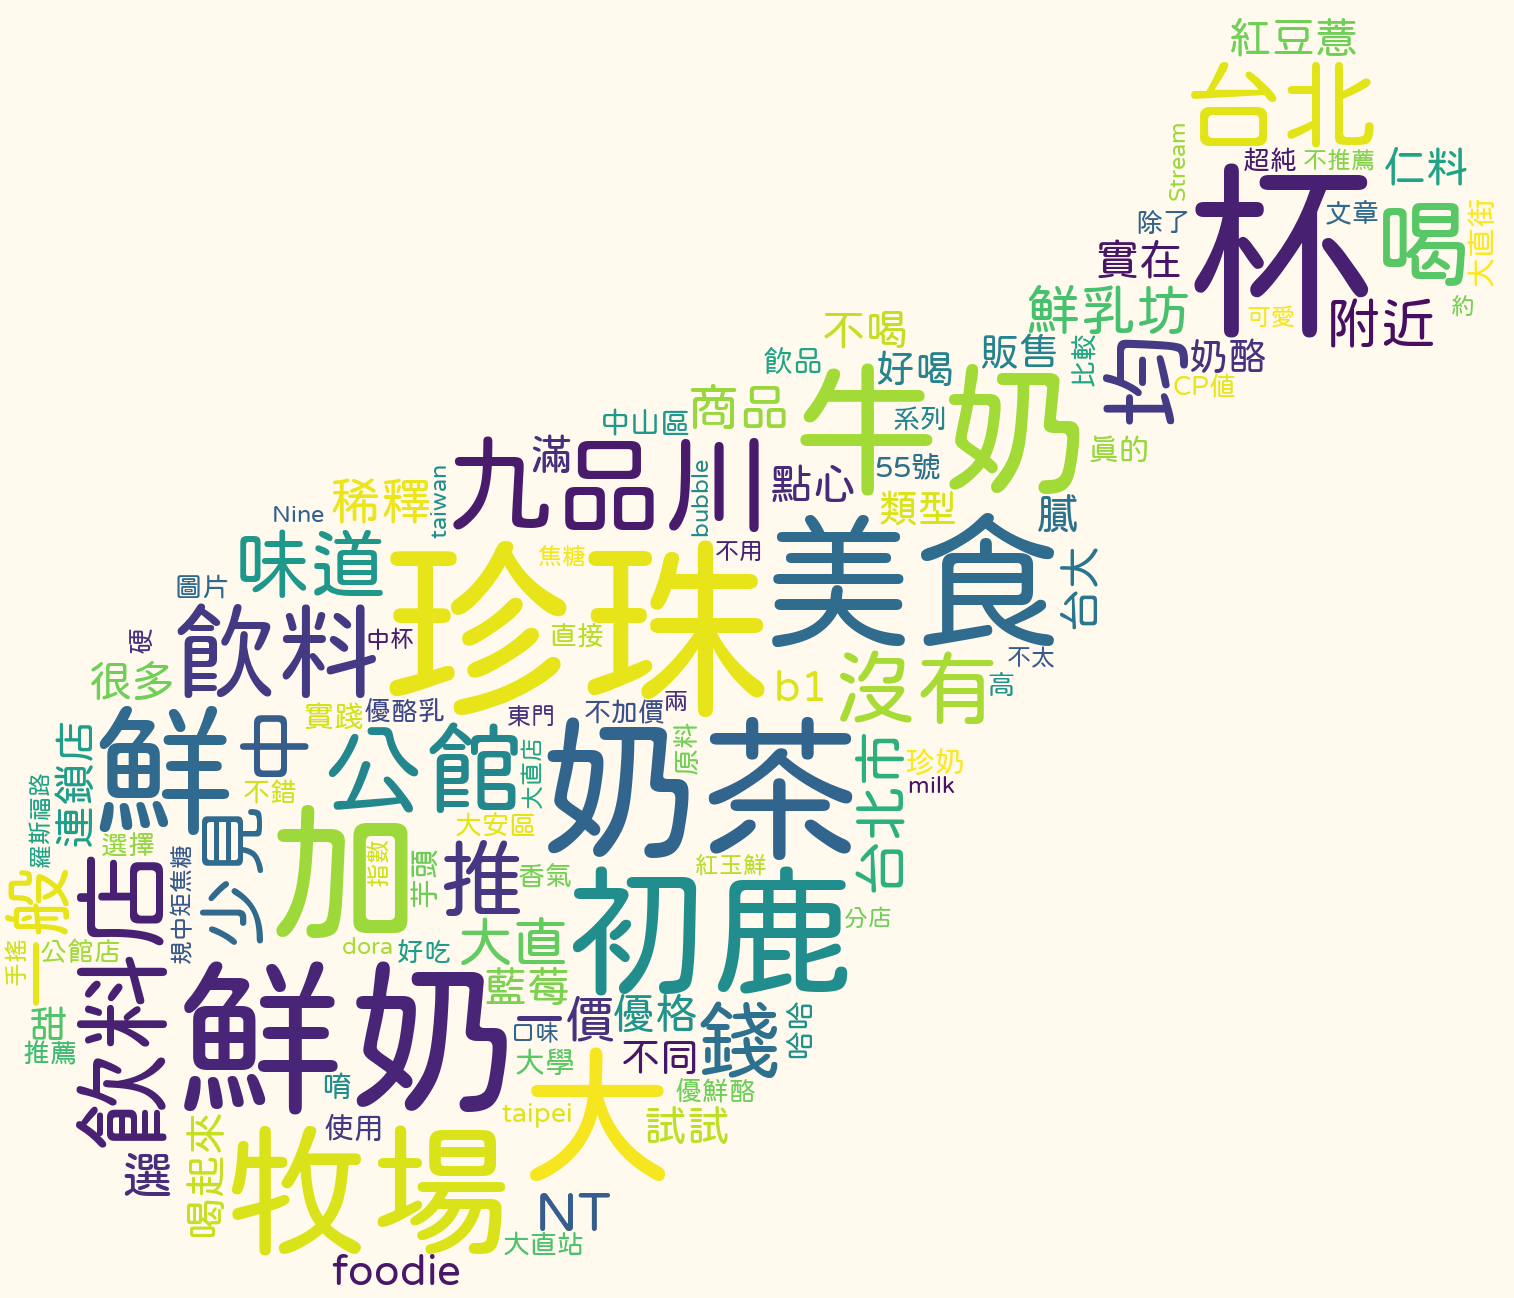 紅豆薏
台北
Stream
超純
不推薦
仁料
杯
文章
喝
大直街
除了
實在
鮮乳坊
可愛
附近
約
不喝
飲品
好喝
販售
比較
均
奶酪
CP值
商品
牛奶
系列
中山區
真的
九品川
滿
bubble
點心
55號
類型
taiwan
稀釋
Nine
膩
味道
珍珠
焦糖
不用
美食
台大
圖片
飲料
中杯
直接
硬
很多
b1
沒有
不太
高
實踐
優酪乳
東門
不加價
兩
鮮
中
公館
大直店
奶茶
原料
台北市
珍奶
milk
連鎖店
羅斯福路
不錯
選擇
少見
加
指數
芋頭
大安區
推
香氣
紅玉鮮
規中矩焦糖
飲料店
一般
初鹿
分店
手搖
公館店
dora
好吃
大直
藍莓
鮮奶
一價
口味
優格
錢
哈哈
甜
推薦
大學
不同
唷
優鮮酪
taipei
大
試試
使用
選
喝起來
牧場
NT
大直站
foodie